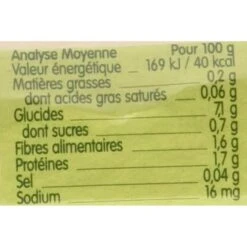 Analyse Moyenne Pour 100 g
Valeur énergétique 169 kJ / 40 kcal
Matières grasses 0,2 g
dont acides gras saturés 0,06 g
Glucides 7,1 g
dont sucres 0,7 g
Fibres alimentaires 1,6 g
Protéines 1,7 g
Sel 0,04 g
Sodium 16 mg